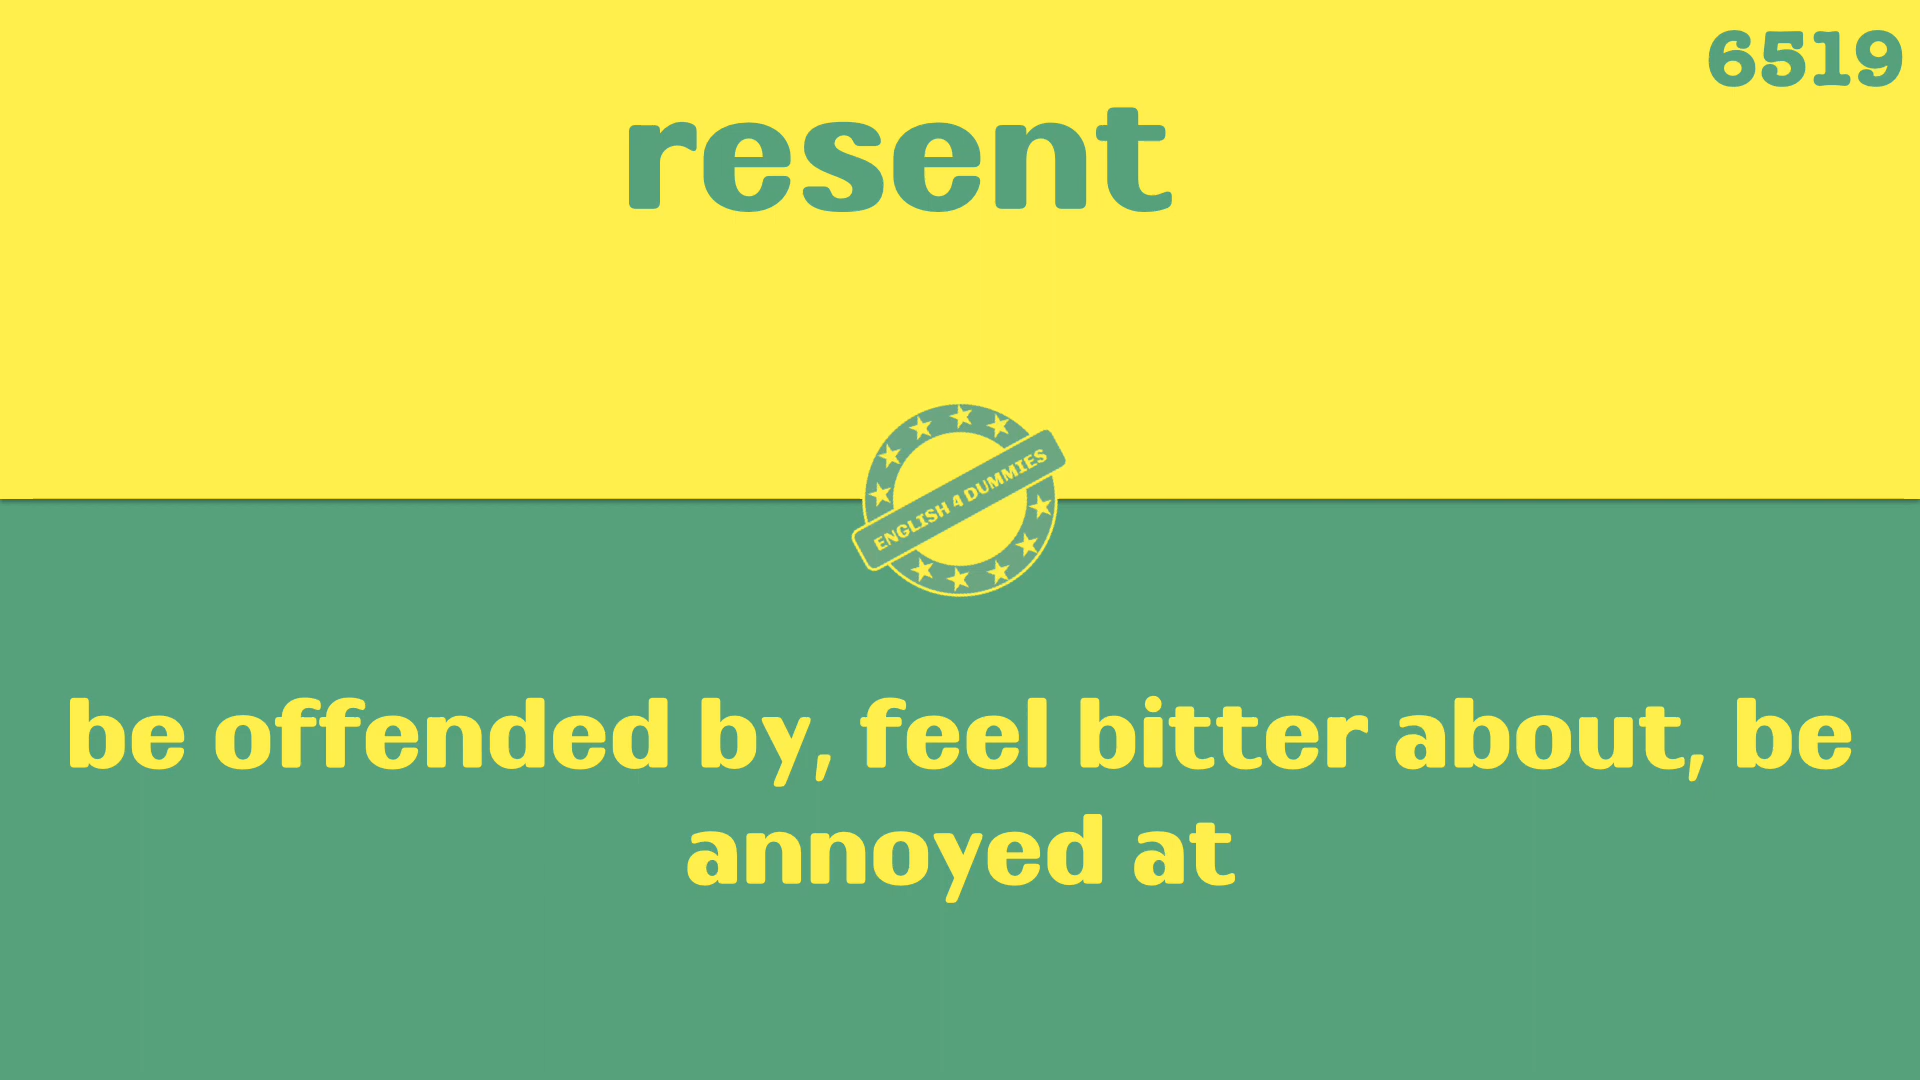 6519
resent
ENGLISH 4 DUMMIES
be offended by, feel bitter about, be
annoyed at